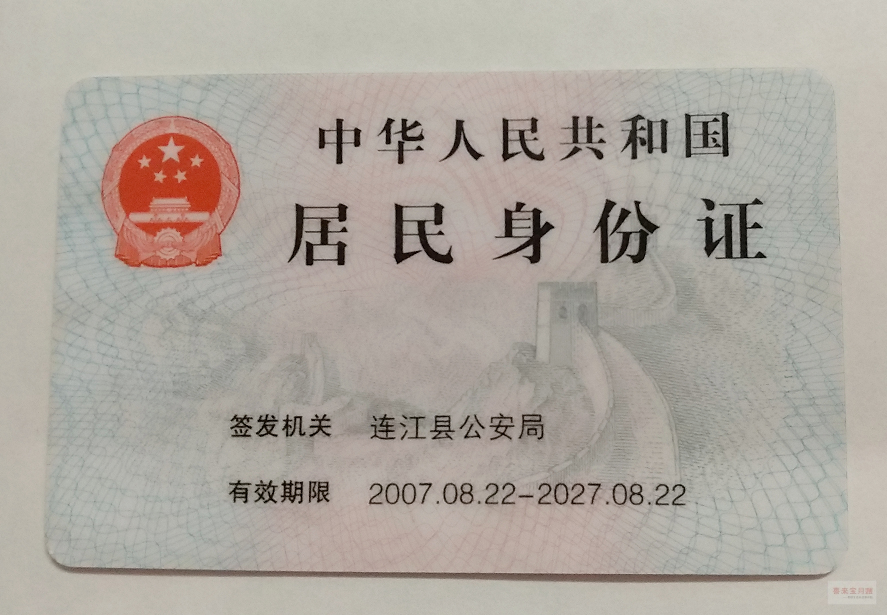 中华人民共和国
居民身份证
签发机关 连江县公安局
有效期限 2007.08.22-2027.08.22